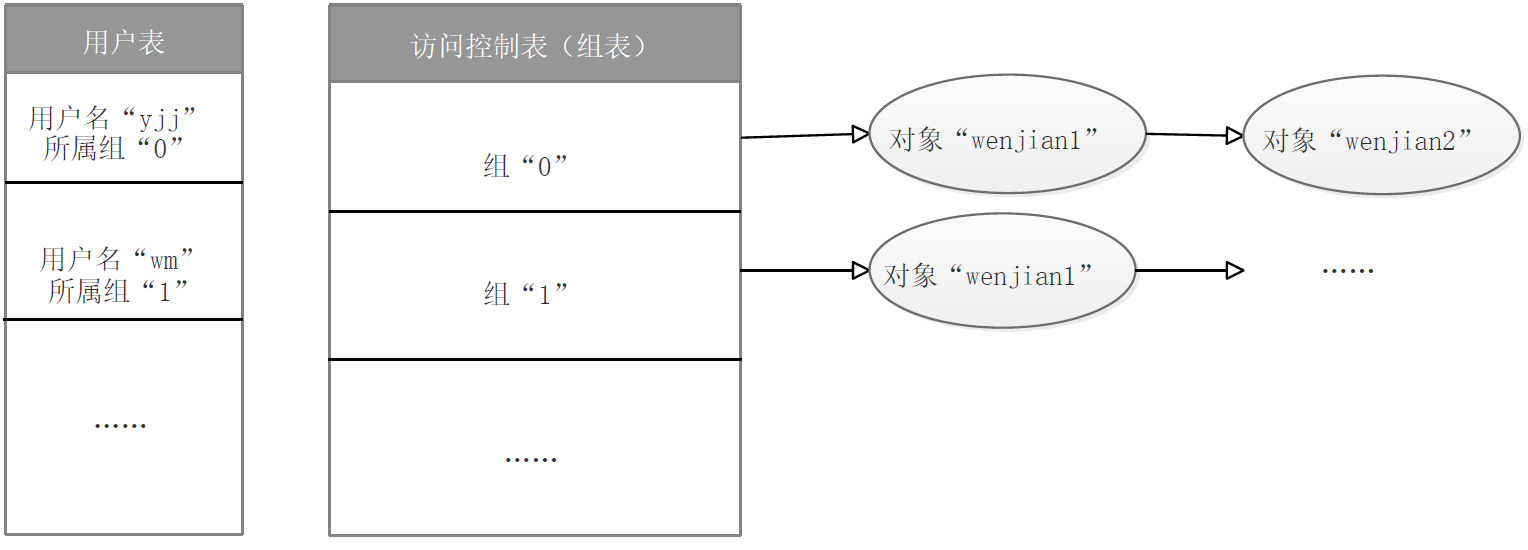 用户表
用户名“yjj”
所属组“0”
用户名“wm”
所属组“1”
……
访问控制表（组表）
组“0”
组“1”
……
对象“wenjian1”
对象“wenjian2”
对象“wenjian1”
……